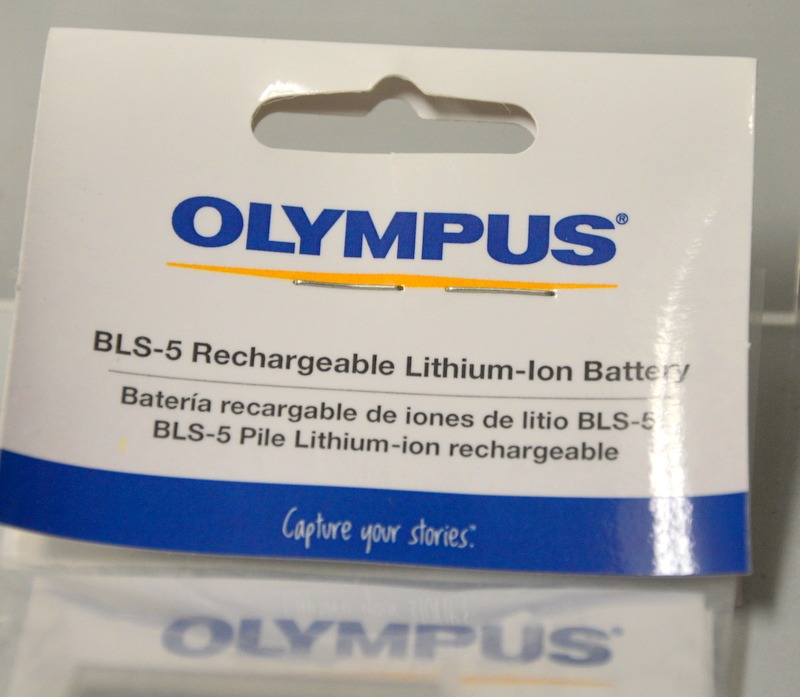 OLYMPUS®
BLS-5 Rechargeable Lithium-Ion Battery
Batería recargable de iones de litio BLS-5
BLS-5 Pile Lithium-ion rechargeable
Capture your stories.™
OLYMPUS